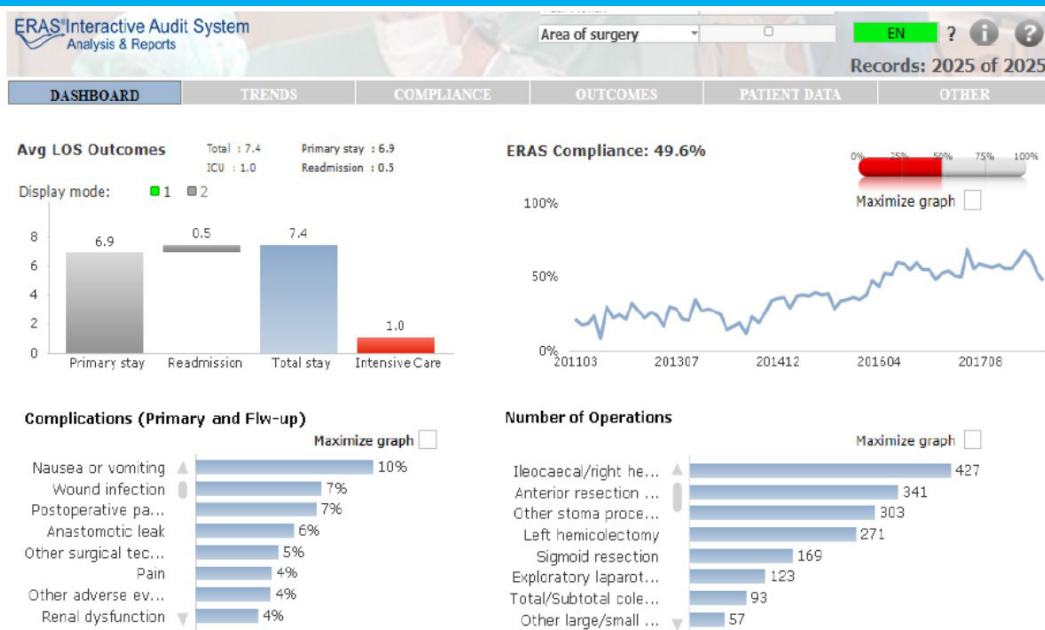 ERAS® Interactive Audit System
Analysis & Reports
Area of surgery
EN ?
Records: 2025 of 2025
DASHBOARD TRENDS COMPLIANCE OUTCOMES PATIENT DATA OTHER
Avg LOS Outcomes
Total : 7.4 Primary stay : 6.9
ICU : 1.0 Readmission : 0.5
Display mode: 1 2
8
6
4
2
0
6.9
0.5
7.4
1.0
Primary stay Readmission Total stay Intensive Care
ERAS Compliance: 49.6%
0% 25% 50% 75% 100%
Maximize graph
100%
50%
0%
201103 201307 201412 201604 201708
Complications (Primary and Flw-up)
Maximize graph
Nausea or vomiting 10%
Wound infection 7%
Postoperative pa... 7%
Anastomotic leak 6%
Other surgical tec... 5%
Pain 4%
Other adverse ev... 4%
Renal dysfunction 4%
Number of Operations
Maximize graph
Ileocaecal/right he... 427
Anterior resection ... 341
Other stoma proce... 303
Left hemicolectomy 271
Sigmoid resection 169
Exploratory laparot... 123
Total/Subtotal cole... 93
Other large/small ... 57